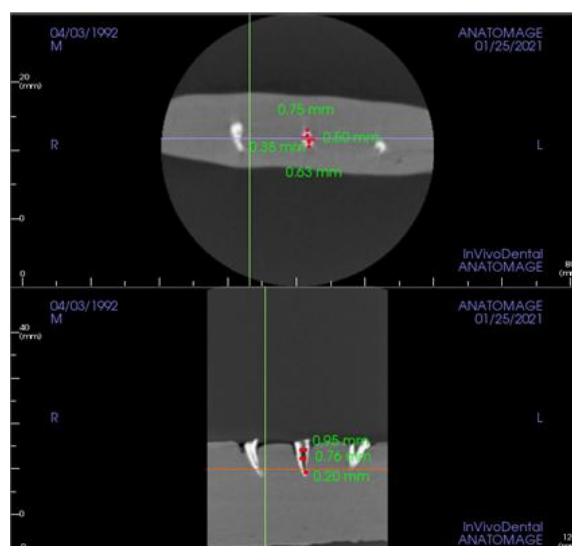 04/03/1992
M
ANATOMAGE
01/25/2021
20
(mm)
0.75 mm
R
0.38 mm
0.50 mm
L
0.63 mm
0
InVivoDental
ANATOMAGE
0
80
04/03/1992
M
ANATOMAGE
01/25/2021
40
(mm)
R
L
0.95 mm
0.76 mm
0.20 mm
InVivoDental
ANATOMAGE
0
12